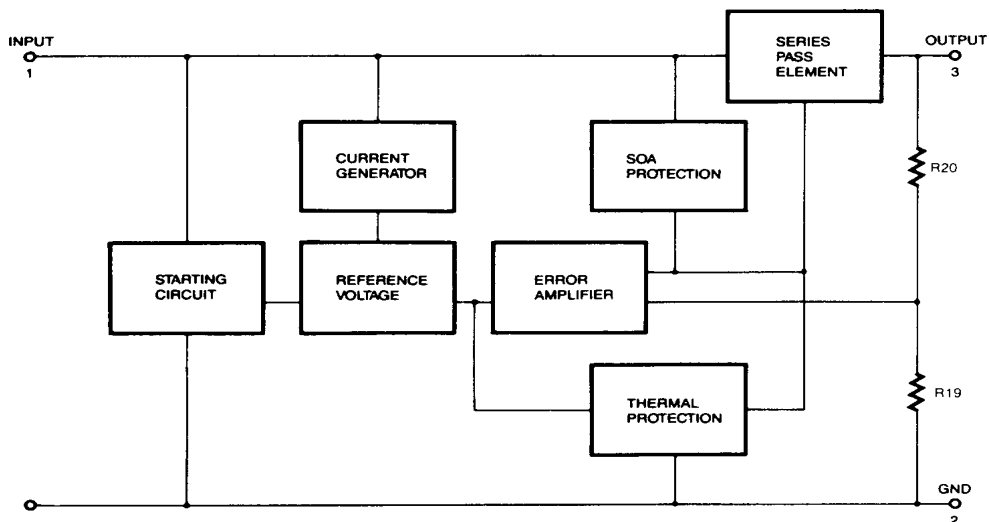 INPUT
1
SERIES
PASS
ELEMENT
OUTPUT
3
CURRENT
GENERATOR
SOA
PROTECTION
R20
STARTING
CIRCUIT
REFERENCE
VOLTAGE
ERROR
AMPLIFIER
THERMAL
PROTECTION
R19
GND
2